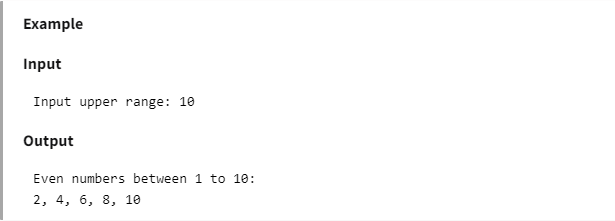 Example
Input
Input upper range: 10
Output
Even numbers between 1 to 10:
2, 4, 6, 8, 10